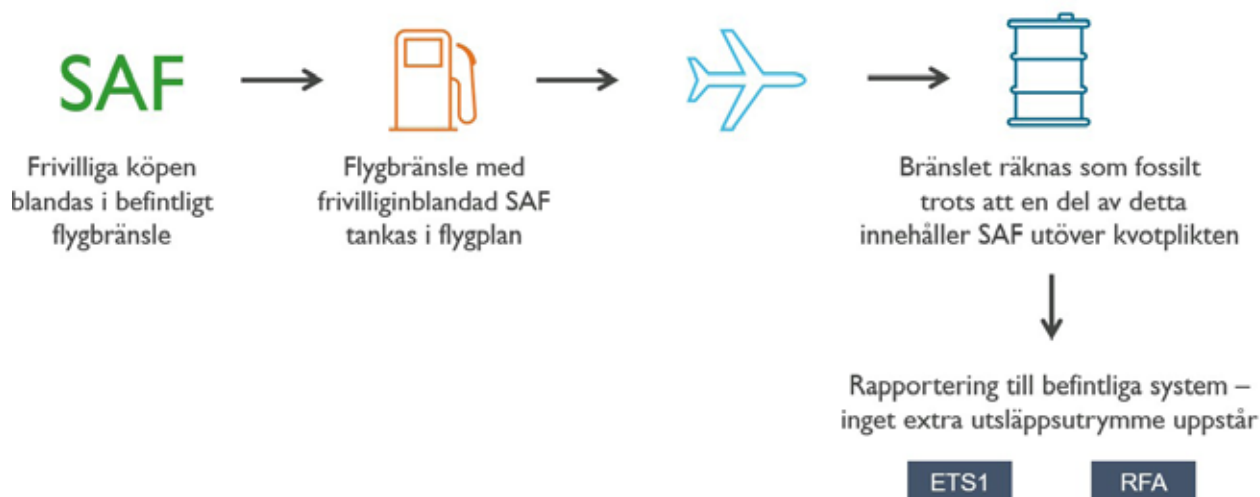 SAF
Frivilliga köpen
blandas i befintligt
flygbränsle
Flygbränsle med
frivilliginblandad SAF
tankas i flygplan
Bränslet räknas som fossilt
trots att en del av detta
innehåller SAF utöver kvotplikten
Rapportering till befintliga system –
inget extra utsläppsutrymme uppstår
ETS1
RFA